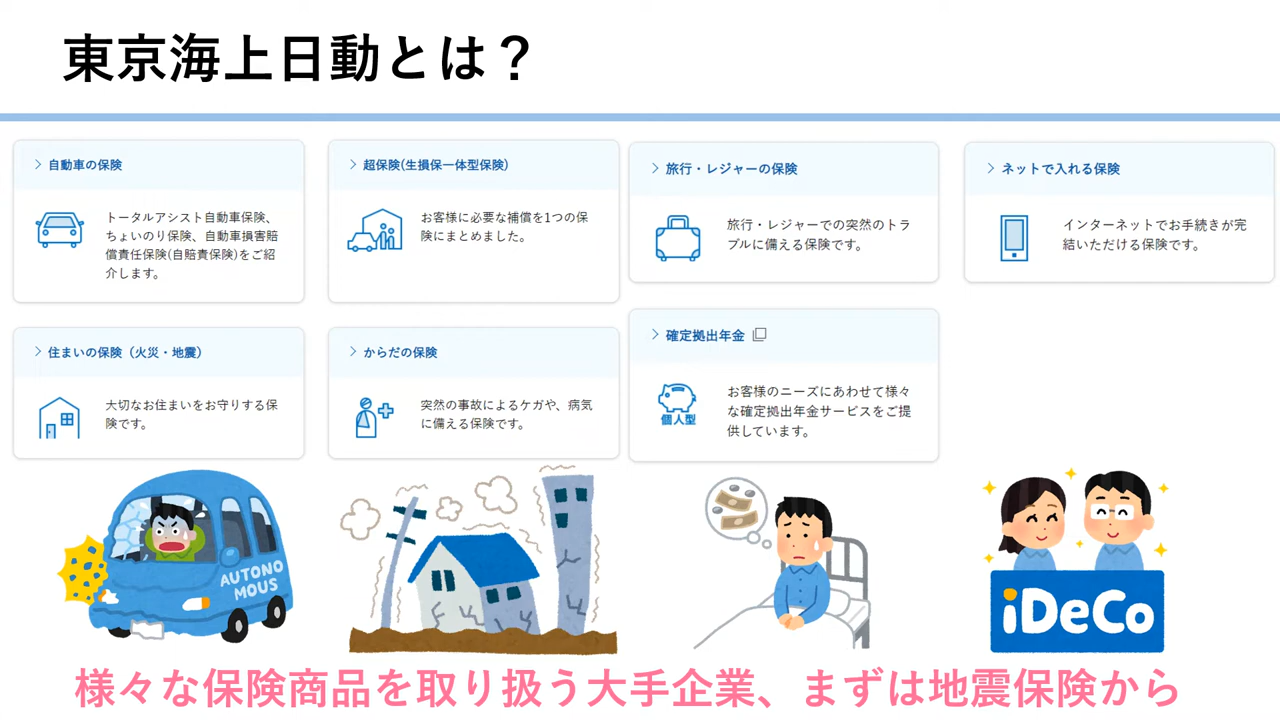 東京海上日動とは？
自動車の保険
トータルアシスト自動車保険、
ちょいのり保険、自動車損害賠
償責任保険(自賠責保険)をご紹
介します。
超保険(生損保一体型保険)
お客様に必要な補償を1つの保
険にまとめました。
旅行・レジャーの保険
旅行・レジャーでの突然のトラ
ブルに備える保険です。
ネットで入れる保険
インターネットでお手続きが完
結いただける保険です。
住まいの保険（火災・地震）
大切なお住まいをお守りする保
険です。
からだの保険
突然の事故によるケガや、病気
に備える保険です。
確定拠出年金
個人型
お客様のニーズにあわせて様々
な確定拠出年金サービスをご提
供しています。
AUTONO
MOUS
iDeCo
様々な保険商品を取り扱う大手企業、まずは地震保険から